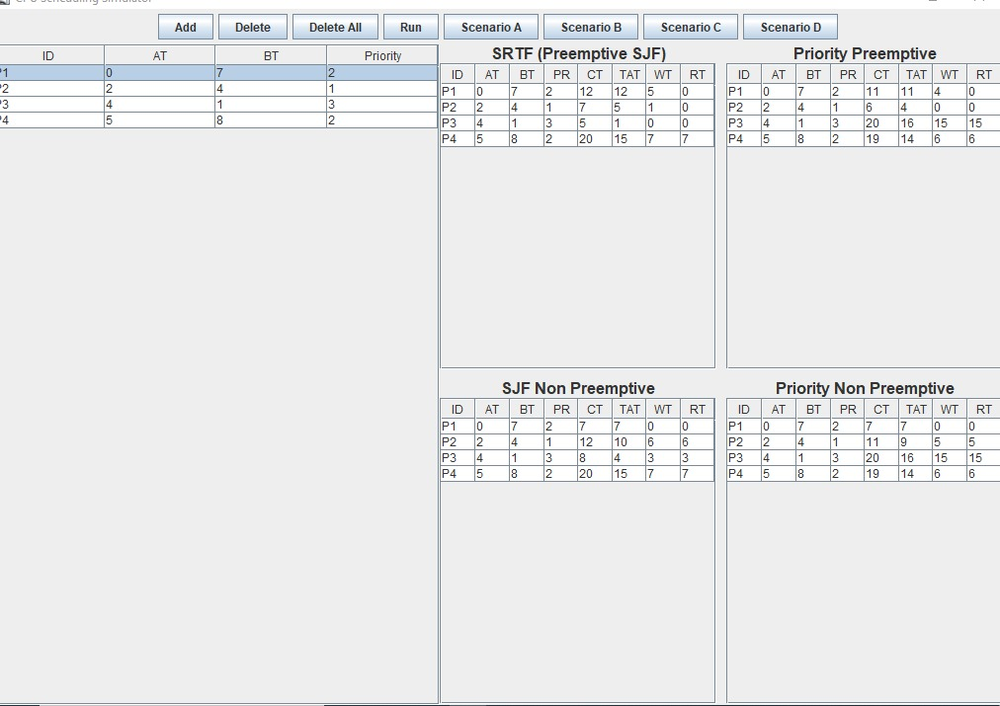 Add Delete Delete All Run Scenario A Scenario B Scenario C Scenario D
ID AT BT Priority
P1 0 7 2
P2 2 4 1
P3 4 1 3
P4 5 8 2
SRTF (Preemptive SJF)
ID AT BT PR CT TAT WT RT
P1 0 7 2 12 12 5 0
P2 2 4 1 7 5 1 0
P3 4 1 3 5 1 0 0
P4 5 8 2 20 15 7 7
Priority Preemptive
ID AT BT PR CT TAT WT RT
P1 0 7 2 11 11 4 0
P2 2 4 1 6 4 0 0
P3 4 1 3 20 16 15 15
P4 5 8 2 19 14 6 6
SJF Non Preemptive
ID AT BT PR CT TAT WT RT
P1 0 7 2 7 7 0 0
P2 2 4 1 12 10 6 6
P3 4 1 3 8 4 3 3
P4 5 8 2 20 15 7 7
Priority Non Preemptive
ID AT BT PR CT TAT WT RT
P1 0 7 2 7 7 0 0
P2 2 4 1 11 9 5 5
P3 4 1 3 20 16 15 15
P4 5 8 2 19 14 6 6